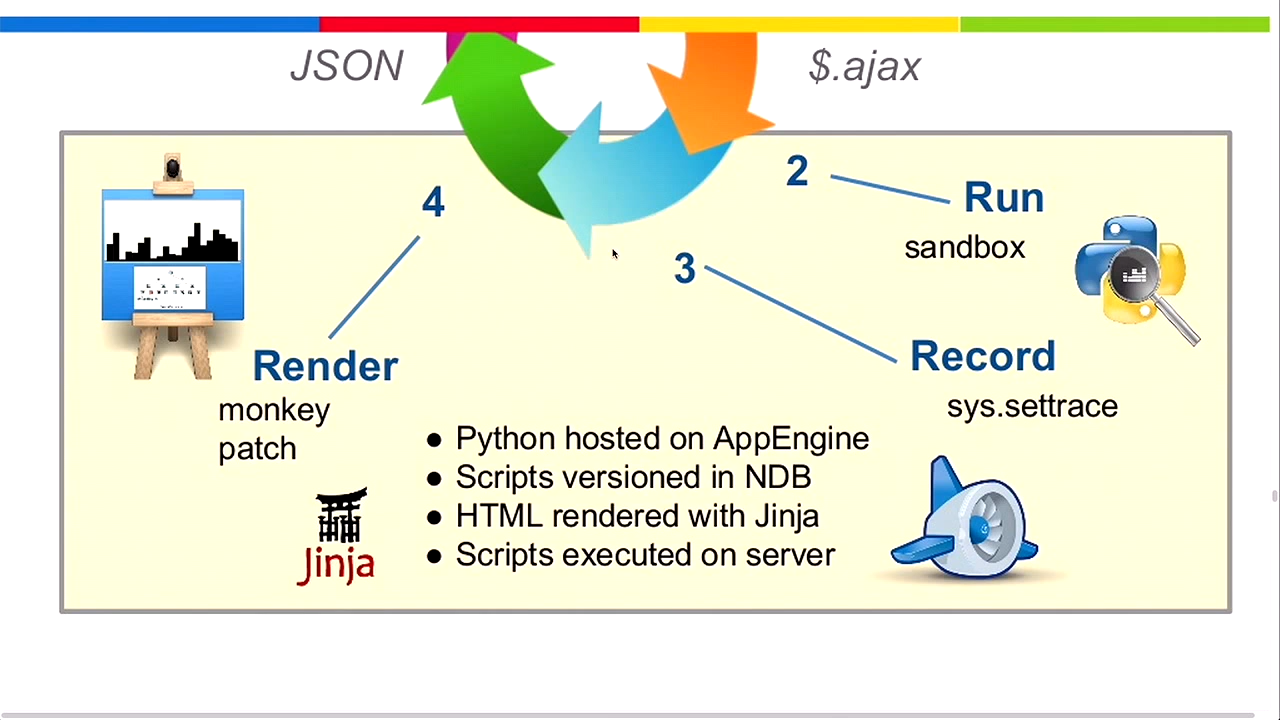 JSON
$.ajax
2
Run
sandbox
4
3
Record
sys.settrace
Render
monkey
patch
● Python hosted on AppEngine
● Scripts versioned in NDB
● HTML rendered with Jinja
● Scripts executed on server
Jinja